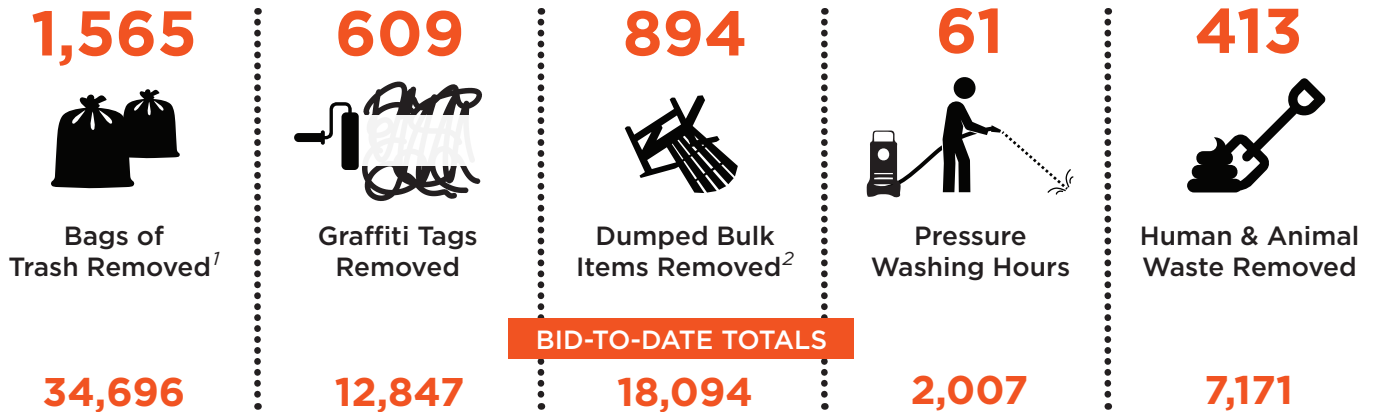 1,565
609
894
61
413
Bags of
Trash Removed1
Graffiti Tags
Removed
Dumped Bulk
Items Removed2
Pressure
Washing Hours
Human & Animal
Waste Removed
BID-TO-DATE TOTALS
34,696
12,847
18,094
2,007
7,171